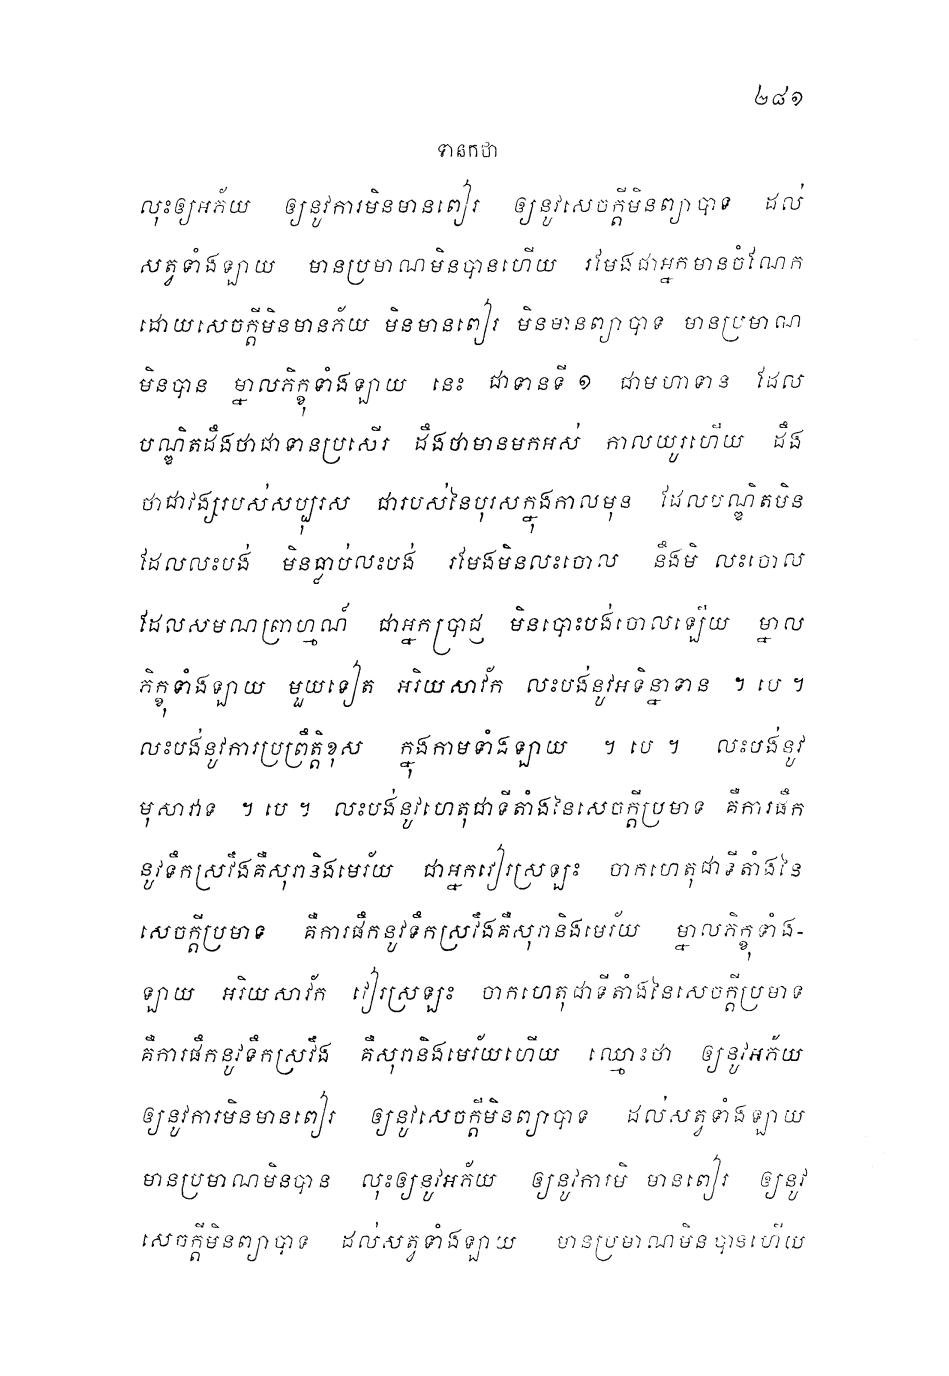 ២៨១
ទានកថា
លុះឲ្យអភ័យ ឲ្យនូវការមិនមានពៀរ ឲ្យនូវសេចក្តីមិនព្យាបាទ ដល់
សត្វទាំងឡាយ មានប្រមាណមិនបានហើយ រមែងជាអ្នកមានចំណែក
ដោយសេចក្តីមិនមានភ័យ មិនមានពៀរ មិនមានព្យាបាទ មានប្រមាណ
មិនបាន ម្នាលភិក្ខុទាំងឡាយ នេះ ជាទានទី ១ ជាមហាទាន ដែល
បណ្ឌិតដឹងថាជាទានប្រសើរ ដឹងថាមានមកអស់ កាលយូរហើយ ដឹង
ថាជាវង្សរបស់សប្បុរស ជារបស់នៃបុរសក្នុងកាលមុន ដែលបណ្ឌិតមិន
ដែលលះបង់ មិនធ្លាប់លះបង់ រមែងមិនលះចោល នឹងមិ លះចោល
ដែលសមណព្រាហ្មណ៍ ជាអ្នកប្រាជ្ញ មិនបោះបង់ចោលឡើយ ម្នាល
ភិក្ខុទាំងឡាយ មួយទៀត អរិយសាវ័ក លះបង់នូវអទិន្នាទាន ។ បេ ។
លះបង់នូវការប្រព្រឹត្តិខុស ក្នុងកាមទាំងឡាយ ។ បេ ។ លះបង់នូវ
មុសាវាទ ។ បេ ។ លះបង់នូវហេតុជាទីតាំងនៃសេចក្តីប្រមាទ គឺការផឹក
នូវទឹកស្រវឹងគឺសុរានិងមេរ័យ ជាអ្នកវៀរស្រឡះ ចាកហេតុជាទីតាំងនៃ
សេចក្តីប្រមាទ គឺការផឹកនូវទឹកស្រវឹងគឺសុរានិងមេរ័យ ម្នាលភិក្ខុទាំង-
ឡាយ អរិយសាវ័ក វៀរស្រឡះ ចាកហេតុជាទីតាំងនៃសេចក្តីប្រមាទ
គឺការផឹកនូវទឹកស្រវឹង គឺសុរានិងមេរ័យហើយ ឈ្មោះថា ឲ្យនូវអភ័យ
ឲ្យនូវការមិនមានពៀរ ឲ្យនូវសេចក្តីមិនព្យាបាទ ដល់សត្វទាំងឡាយ
មានប្រមាណមិនបាន លុះឲ្យនូវអភ័យ ឲ្យនូវការមិ មានពៀរ ឲ្យនូវ
សេចក្តីមិនព្យាបាទ ដល់សត្វទាំងឡាយ មានប្រមាណមិនបានហើយ